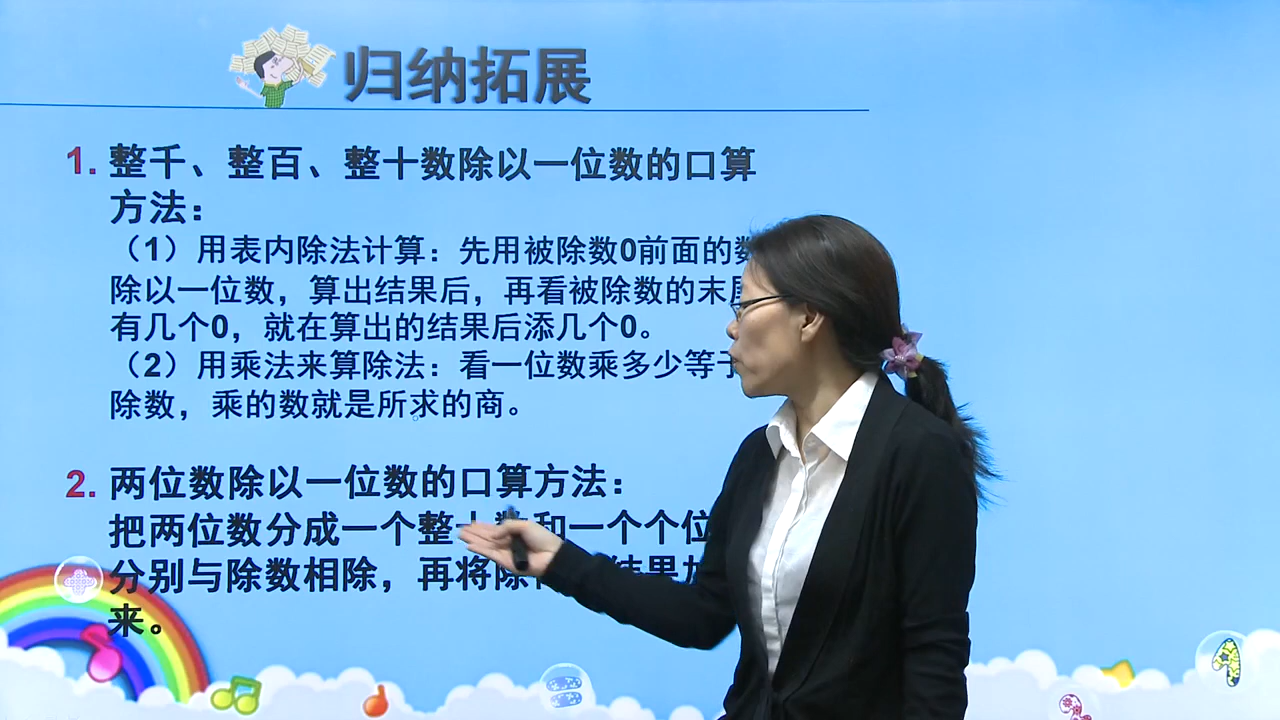 归纳拓展
1. 整千、整百、整十数除以一位数的口算
方法：
（1）用表内除法计算：先用被除数0前面的数
除以一位数，算出结果后，再看被除数的末尾
有几个0，就在算出的结果后添几个0。
（2）用乘法来算除法：看一位数乘多少等于
除数，乘的数就是所求的商。
2. 两位数除以一位数的口算方法：
把两位数分成一个整十数和一个个位
分别与除数相除，再将除 结果加
来。